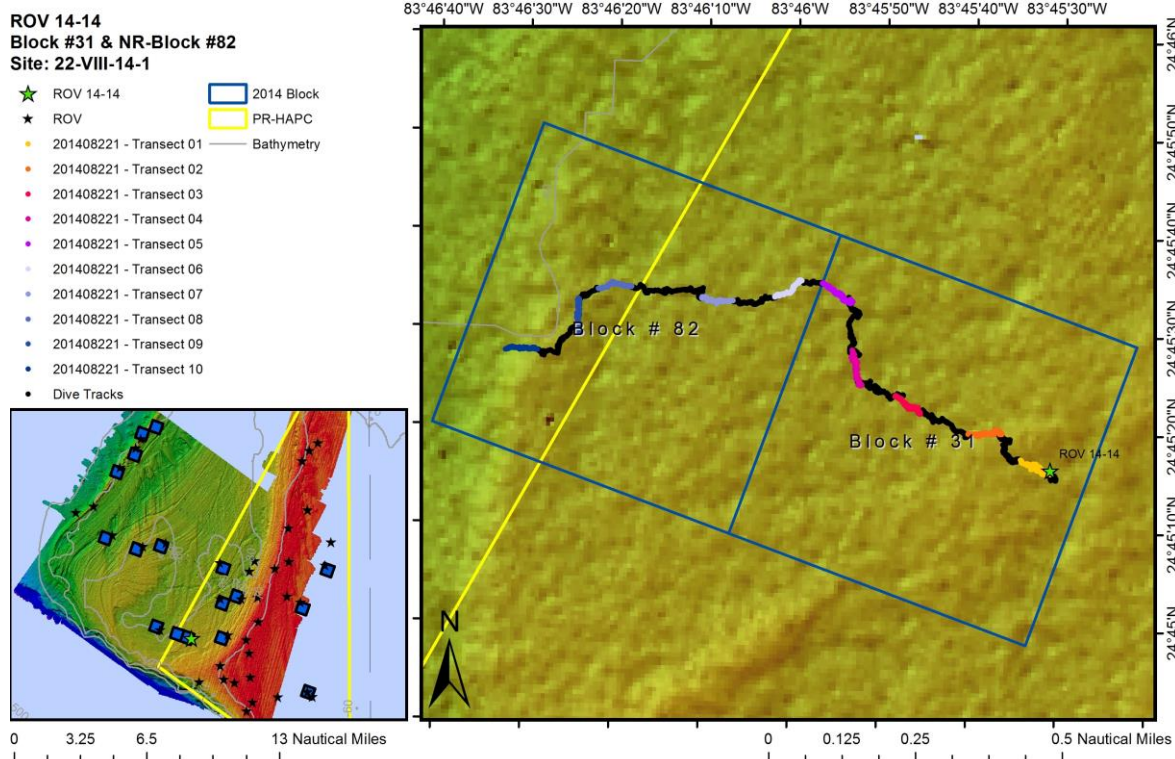 ROV 14-14
Block #31 & NR-Block #82
Site: 22-VIII-14-1
ROV 14-14
ROV
201408221 - Transect 01
201408221 - Transect 02
201408221 - Transect 03
201408221 - Transect 04
201408221 - Transect 05
201408221 - Transect 06
201408221 - Transect 07
201408221 - Transect 08
201408221 - Transect 09
201408221 - Transect 10
Dive Tracks
2014 Block
PR-HAPC
Bathymetry
83°46'40"W 83°46'30"W 83°46'20"W 83°46'10"W 83°46'W 83°45'50"W 83°45'40"W 83°45'30"W
24°46'N
24°45'50"N
24°45'40"N
24°45'30"N
24°45'20"N
24°45'10"N
24°45'N
Block # 82
Block # 31
ROV 14-14
N
0 3.25 6.5 13 Nautical Miles
0 0.125 0.25 0.5 Nautical Miles